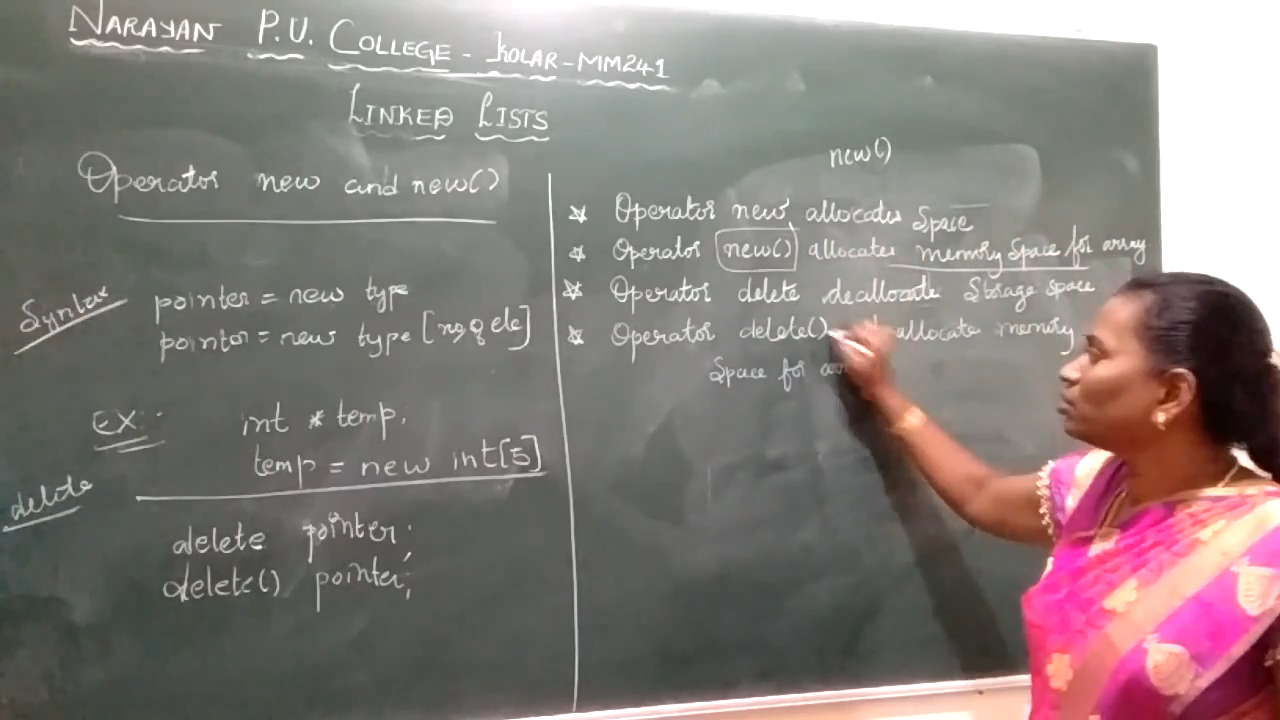 NARAYAN P.U. COLLEGE - KOLAR - MM241
LINKED LISTS
Operator new and new()
Syntax
pointer = new type
pointer = new type [no, of ele]
EX:-
int * temp,
temp = new int[5]
delete
delete pointer;
delete() pointer;
new()
* Operator new, allocates Space
* Operator new() allocates memory Space for array
* Operator delete deallocate Storage space
* Operator delete() allocates memory
Space for